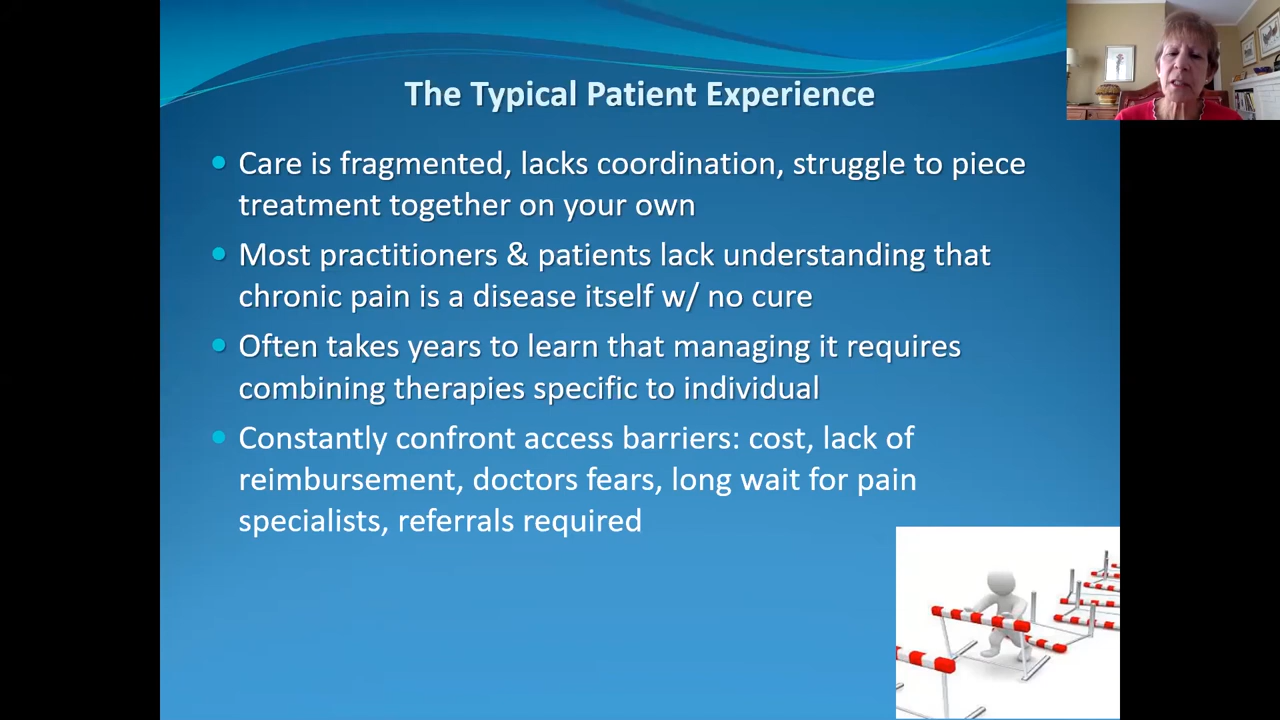 The Typical Patient Experience
• Care is fragmented, lacks coordination, struggle to piece
treatment together on your own
• Most practitioners & patients lack understanding that
chronic pain is a disease itself w/ no cure
• Often takes years to learn that managing it requires
combining therapies specific to individual
• Constantly confront access barriers: cost, lack of
reimbursement, doctors fears, long wait for pain
specialists, referrals required